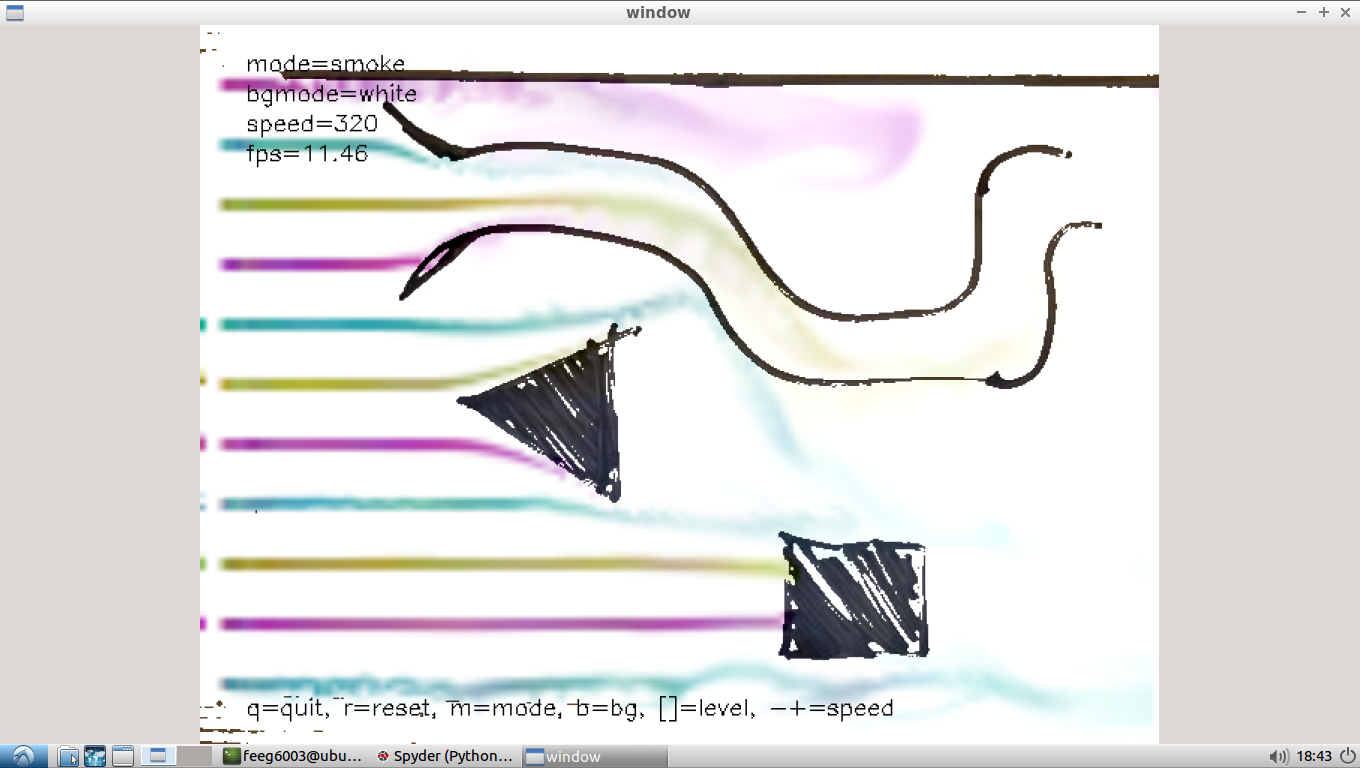 window
mode=smoke
bgmode=white
speed=320
fps=11.46
q=quit, r=reset, m=mode, b=bg, []=level, -+=speed
feeg6003@ubu... Spyder (Python... window 18:43